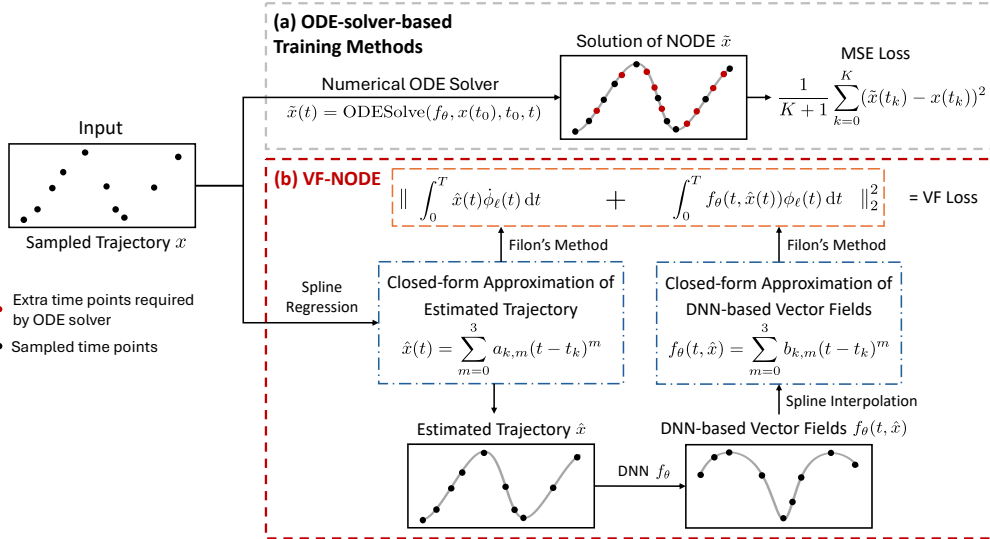 (a) ODE-solver-based
Training Methods
Numerical ODE Solver
x̃(t) = ODESolve(f_θ, x(t_0), t_0, t)
Solution of NODE x̃
MSE Loss
\frac{1}{K+1} \sum_{k=0}^{K} (x̃(t_k) − x(t_k))^2
Input
Sampled Trajectory x
Extra time points required
by ODE solver
Sampled time points
(b) VF-NODE
‖ ∫_0^T x̂(t)ϕ̇_ℓ(t) dt + ∫_0^T f_θ(t, x̂(t))ϕ_ℓ(t) dt ‖_2^2 = VF Loss
Filon's Method
Filon's Method
Spline
Regression
Closed-form Approximation of
Estimated Trajectory
x̂(t) = \sum_{m=0}^{3} a_{k,m}(t − t_k)^m
Closed-form Approximation of
DNN-based Vector Fields
f_θ(t, x̂) = \sum_{m=0}^{3} b_{k,m}(t − t_k)^m
Spline Interpolation
Estimated Trajectory x̂
DNN f_θ
DNN-based Vector Fields f_θ(t, x̂)